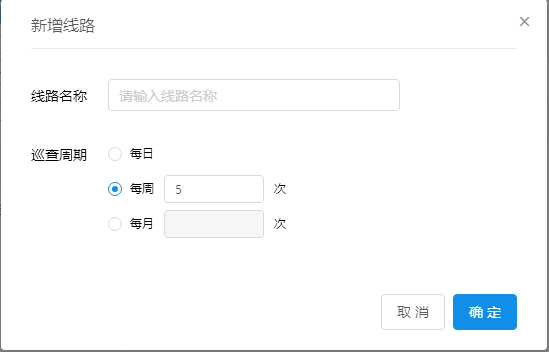 新增线路
线路名称 请输入线路名称
巡查周期 每日
每周 5 次
每月 次
取 消 确 定